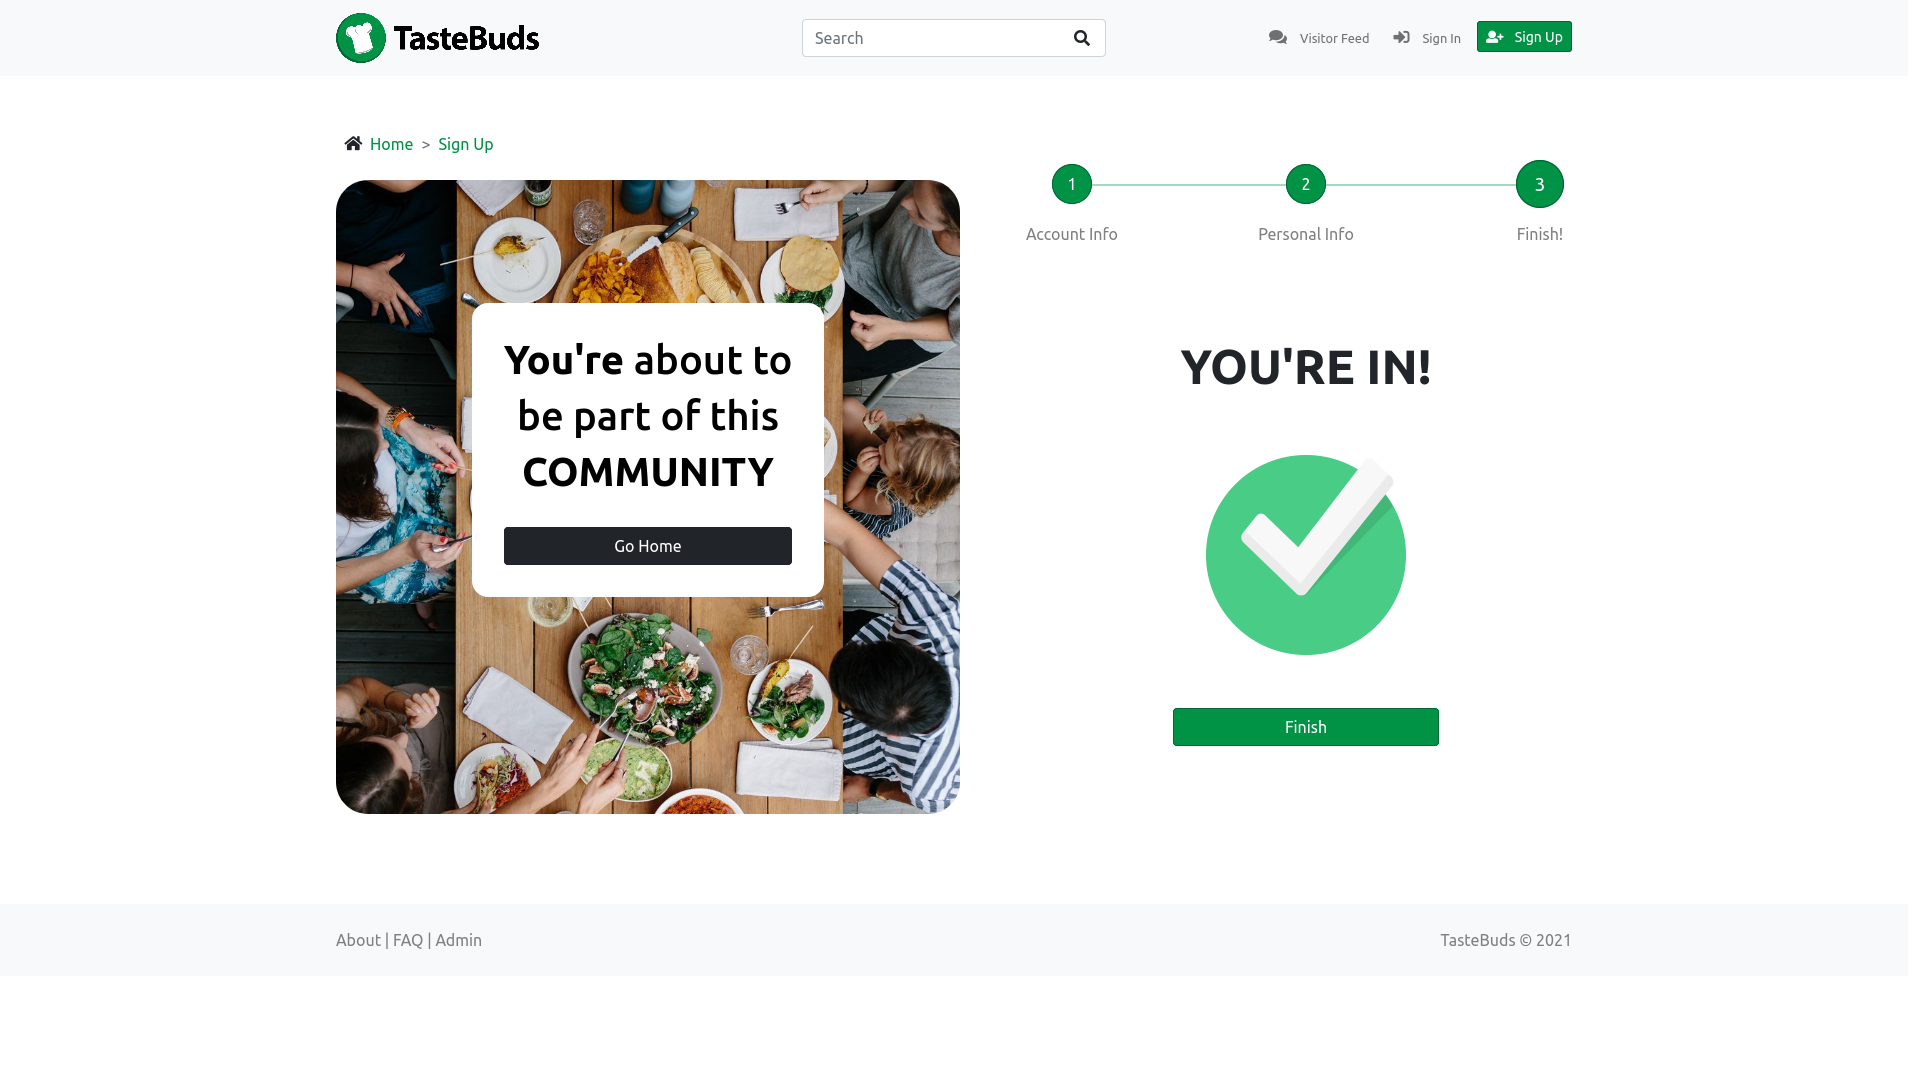 TasteBuds
Search
Visitor Feed
Sign In
Sign Up
Home > Sign Up
1
2
3
Account Info
Personal Info
Finish!
You're about to
be part of this
COMMUNITY
Go Home
YOU'RE IN!
Finish
About | FAQ | Admin
TasteBuds © 2021